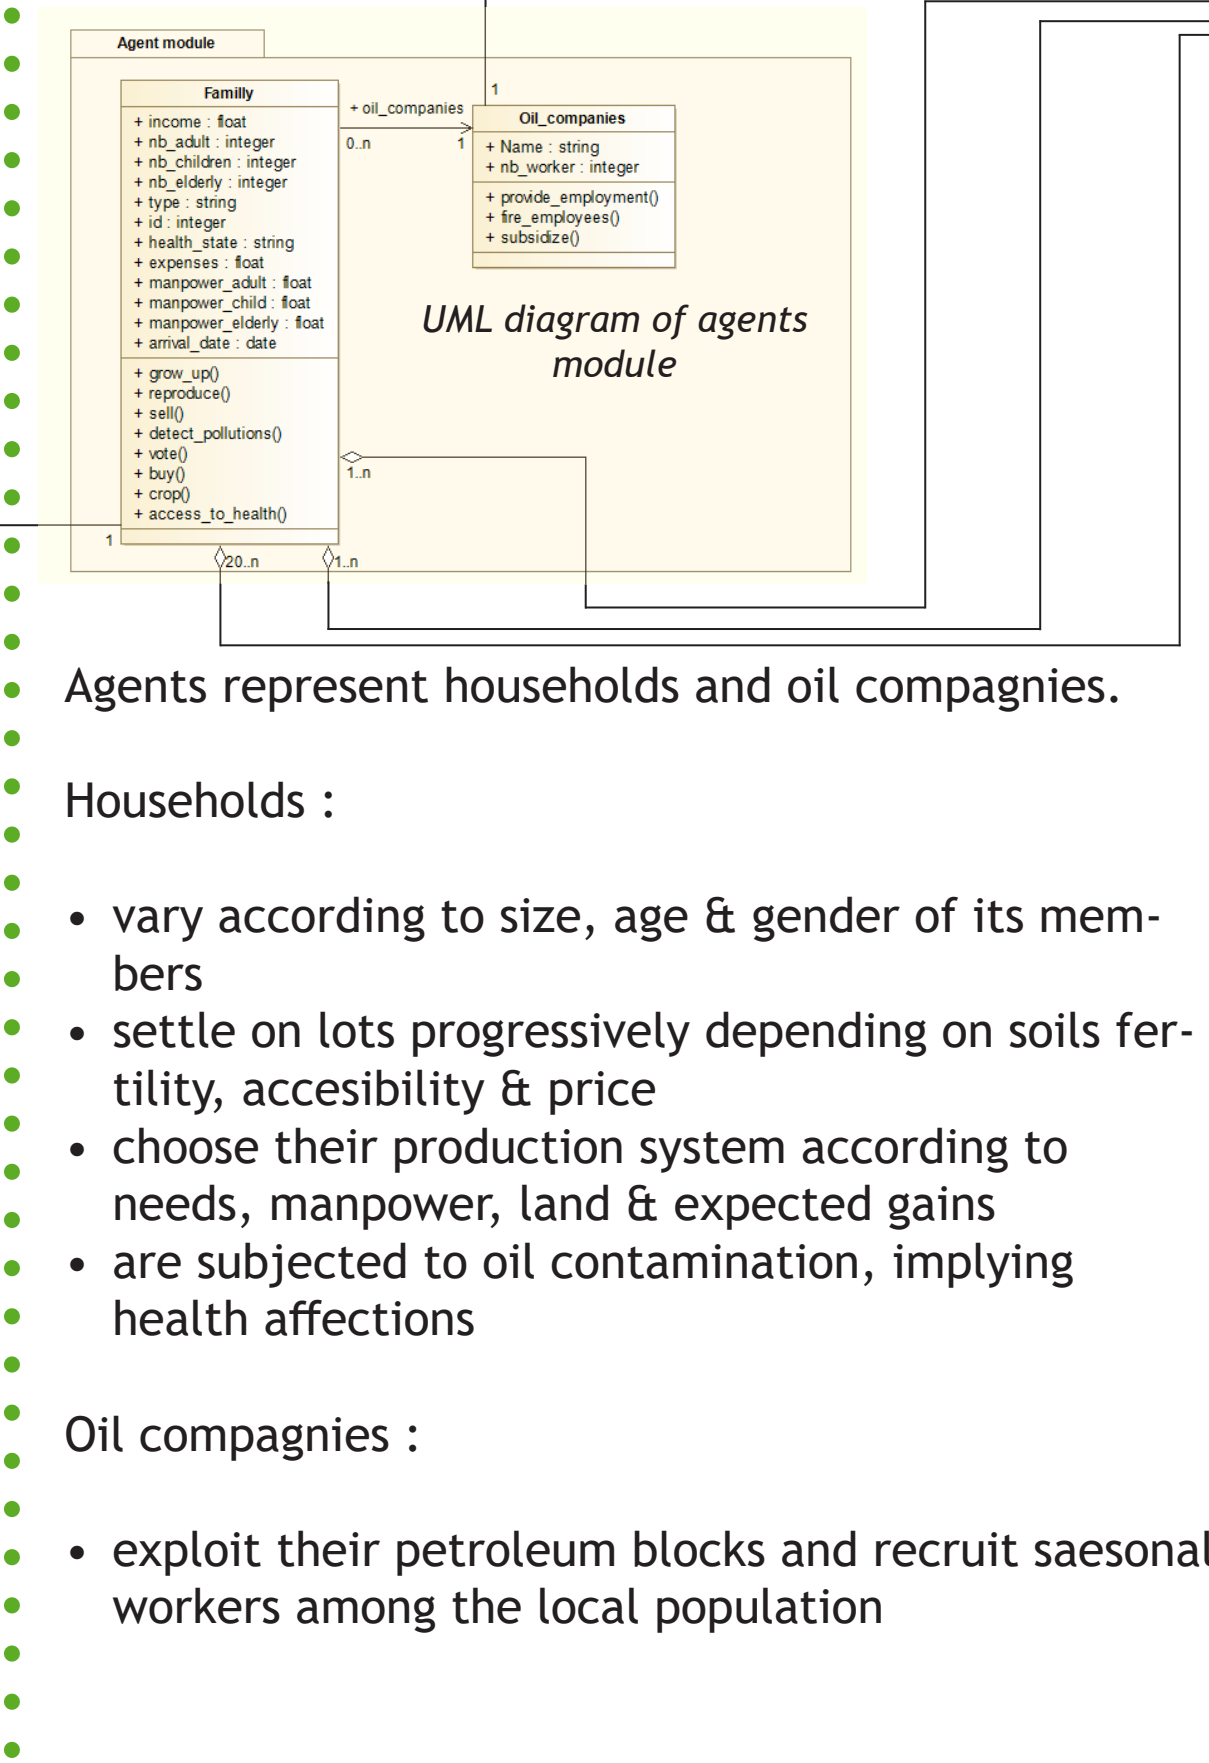 Agent module
Familly
+ income : float
+ nb_adult : integer
+ nb_children : integer
+ nb_elderly : integer
+ type : string
+ id : integer
+ health_state : string
+ expenses : float
+ manpower_adult : float
+ manpower_child : float
+ manpower_elderly : float
+ arrival_date : date
+ grow_up()
+ reproduce()
+ sell()
+ detect_pollutions()
+ vote()
+ buy()
+ crop()
+ access_to_health()
+ oil_companies
0..n
1
1
Oil_companies
+ Name : string
+ nb_worker : integer
+ provide_employment()
+ fire_employees()
+ subsidize()
UML diagram of agents
module
1..n
1
20..n
1..n
Agents represent households and oil compagnies.
Households :
• vary according to size, age & gender of its mem-
bers
• settle on lots progressively depending on soils fer-
tility, accesibility & price
• choose their production system according to
needs, manpower, land & expected gains
• are subjected to oil contamination, implying
health affections
Oil compagnies :
• exploit their petroleum blocks and recruit saesonal
workers among the local population